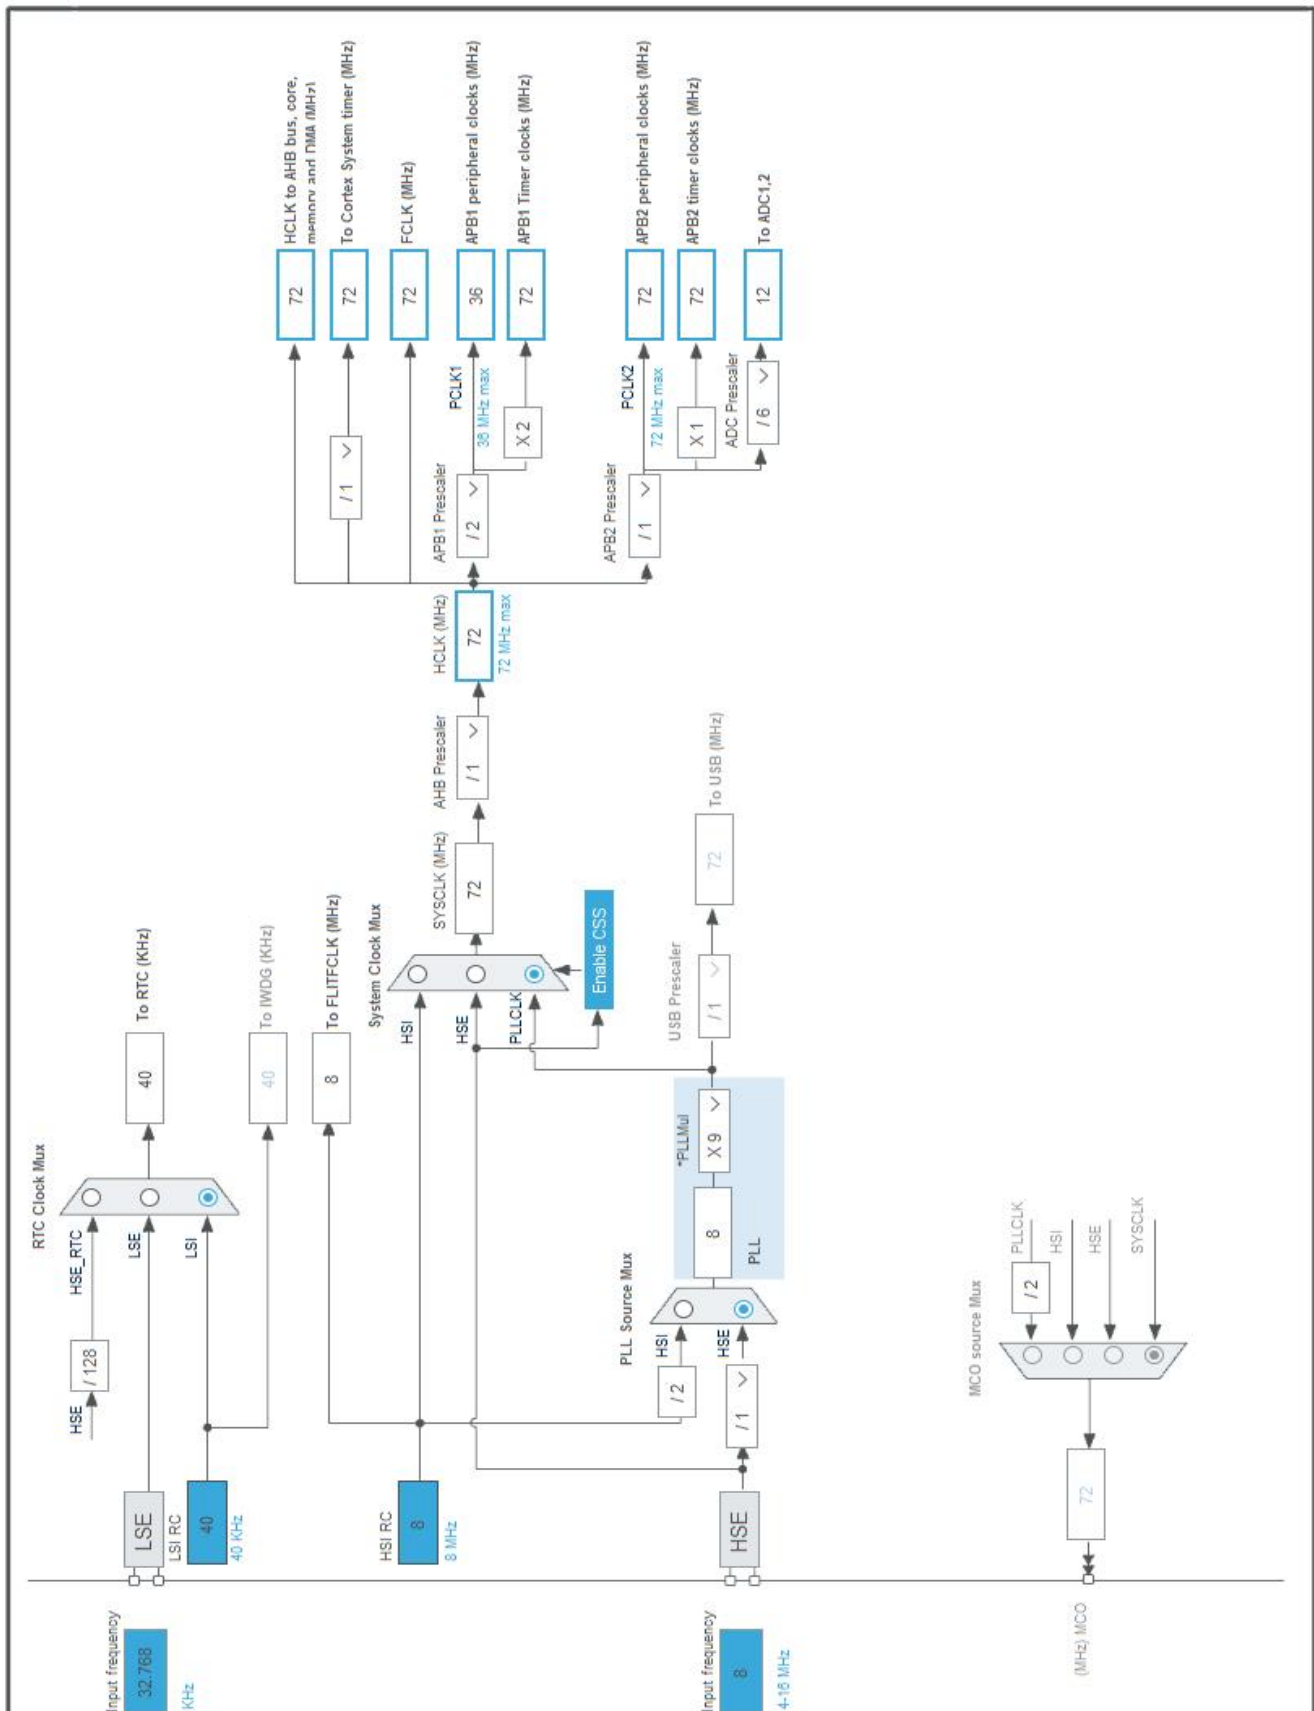 RTC Clock Mux
HSE
/ 128
HSE_RTC
LSE
LSI
40
To RTC (KHz)
Input frequency
32.768
KHz
LSE
LSI RC
40
40 KHz
40
To IWDG (KHz)
HSI RC
8
8 MHz
8
To FLITFCLK (MHz)
System Clock Mux
HSI
HSE
PLLCLK
Enable CSS
SYSCLK (MHz)
72
AHB Prescaler
/ 1
HCLK (MHz)
72
72 MHz max
72
HCLK to AHB bus, core,
memory and DMA (MHz)
/ 1
72
To Cortex System timer (MHz)
72
FCLK (MHz)
APB1 Prescaler
/ 2
PCLK1
36 MHz max
36
APB1 peripheral clocks (MHz)
X 2
72
APB1 Timer clocks (MHz)
APB2 Prescaler
/ 1
PCLK2
72 MHz max
72
APB2 peripheral clocks (MHz)
X 1
72
APB2 timer clocks (MHz)
ADC Prescaler
/ 6
12
To ADC1,2
PLL Source Mux
HSI
/ 2
HSE
/ 1
Input frequency
8
4-16 MHz
HSE
8
*PLLMul
X 9
PLL
USB Prescaler
/ 1
72
To USB (MHz)
MCO source Mux
PLLCLK
/ 2
HSI
HSE
SYSCLK
72
(MHz) MCO